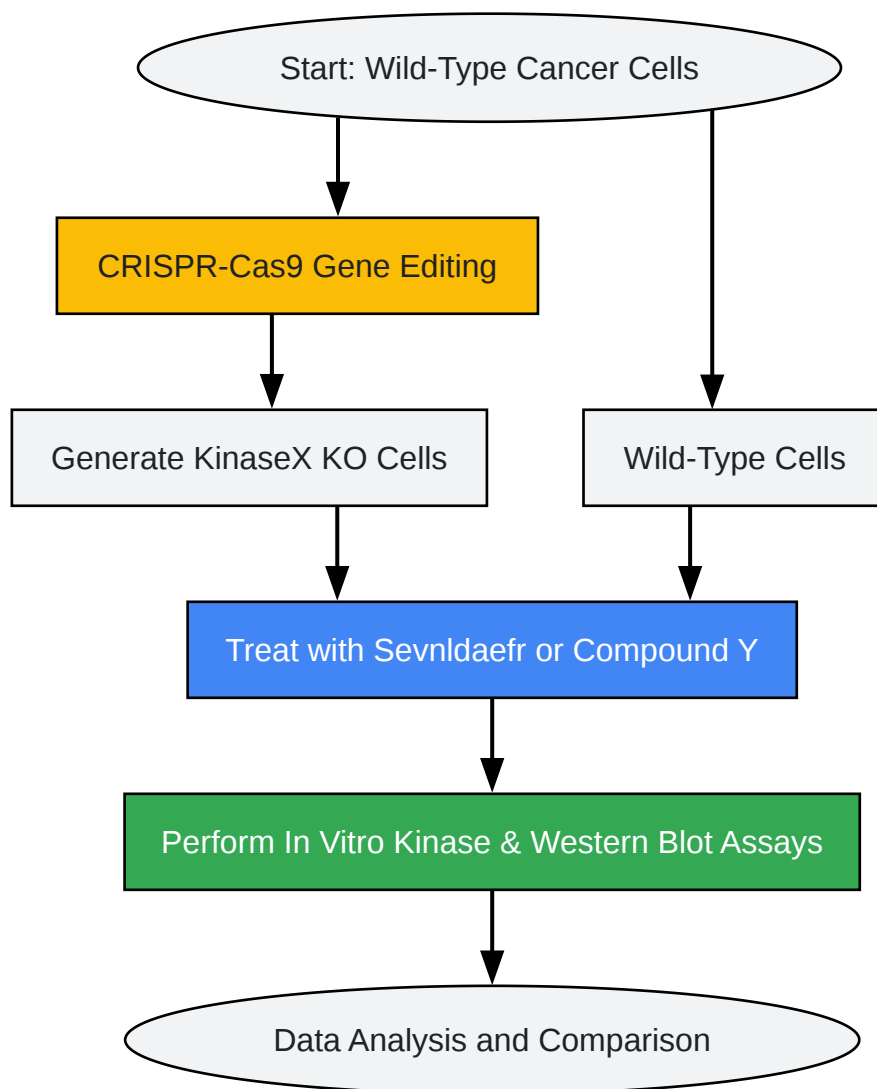 Start: Wild-Type Cancer Cells
CRISPR-Cas9 Gene Editing
Generate KinaseX KO Cells
Wild-Type Cells
Treat with Sevnldaefr or Compound Y
Perform In Vitro Kinase & Western Blot Assays
Data Analysis and Comparison